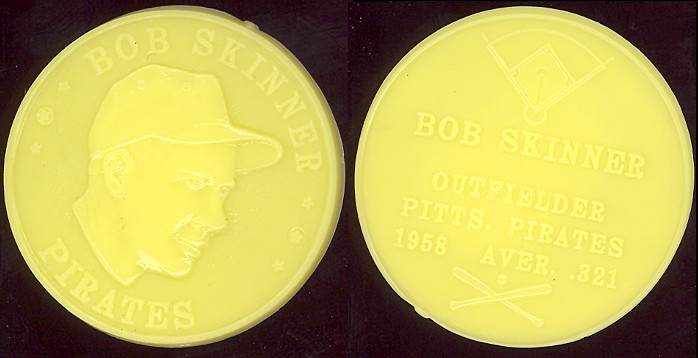 BOB SKINNER
PIRATES
BOB SKINNER
OUTFIELDER
PITTS. PIRATES
1958 AVER. .321